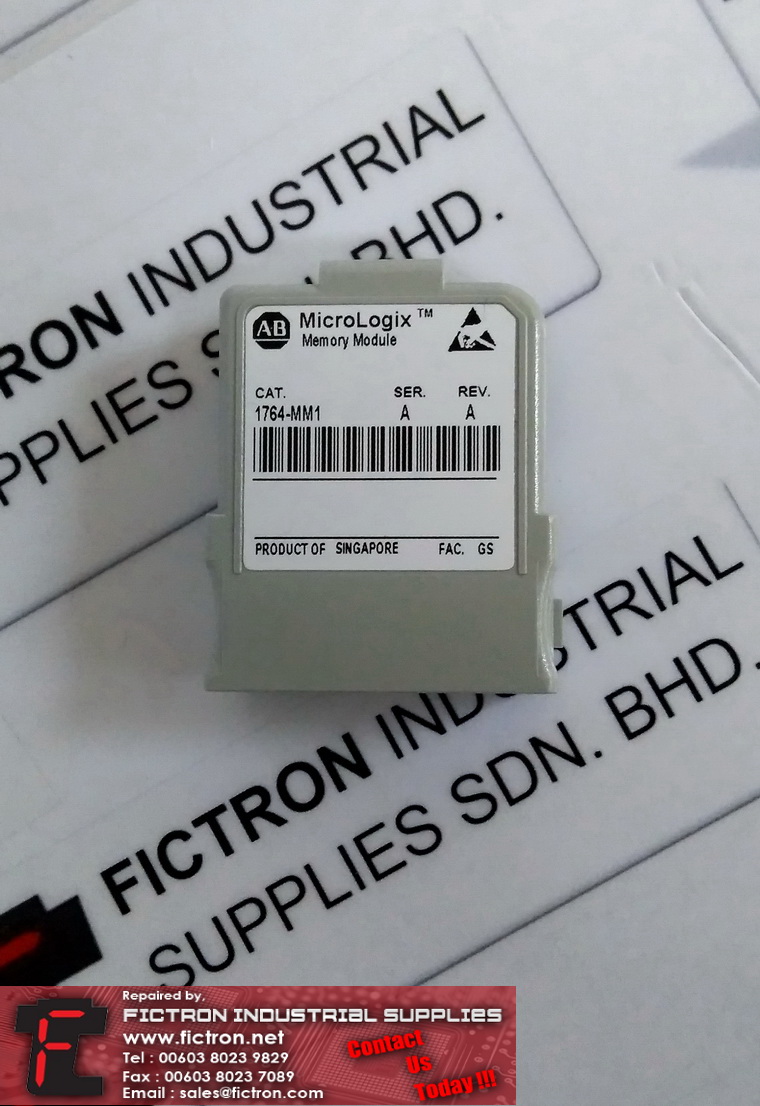 RON INDUSTRIAL
PPLIES S BHD.
AB
MicroLogix™
Memory Module
CAT. SER. REV.
1764-MM1 A A
PRODUCT OF SINGAPORE FAC. GS
FICTRON INDUSTRIAL
SUPPLIES SDN. BHD.
Repaired by,
FICTRON INDUSTRIAL SUPPLIES
www.fictron.net
Tel : 00603 8023 9829
Fax : 00603 8023 7089
Email : sales@fictron.com
Contact
Us
Today !!!